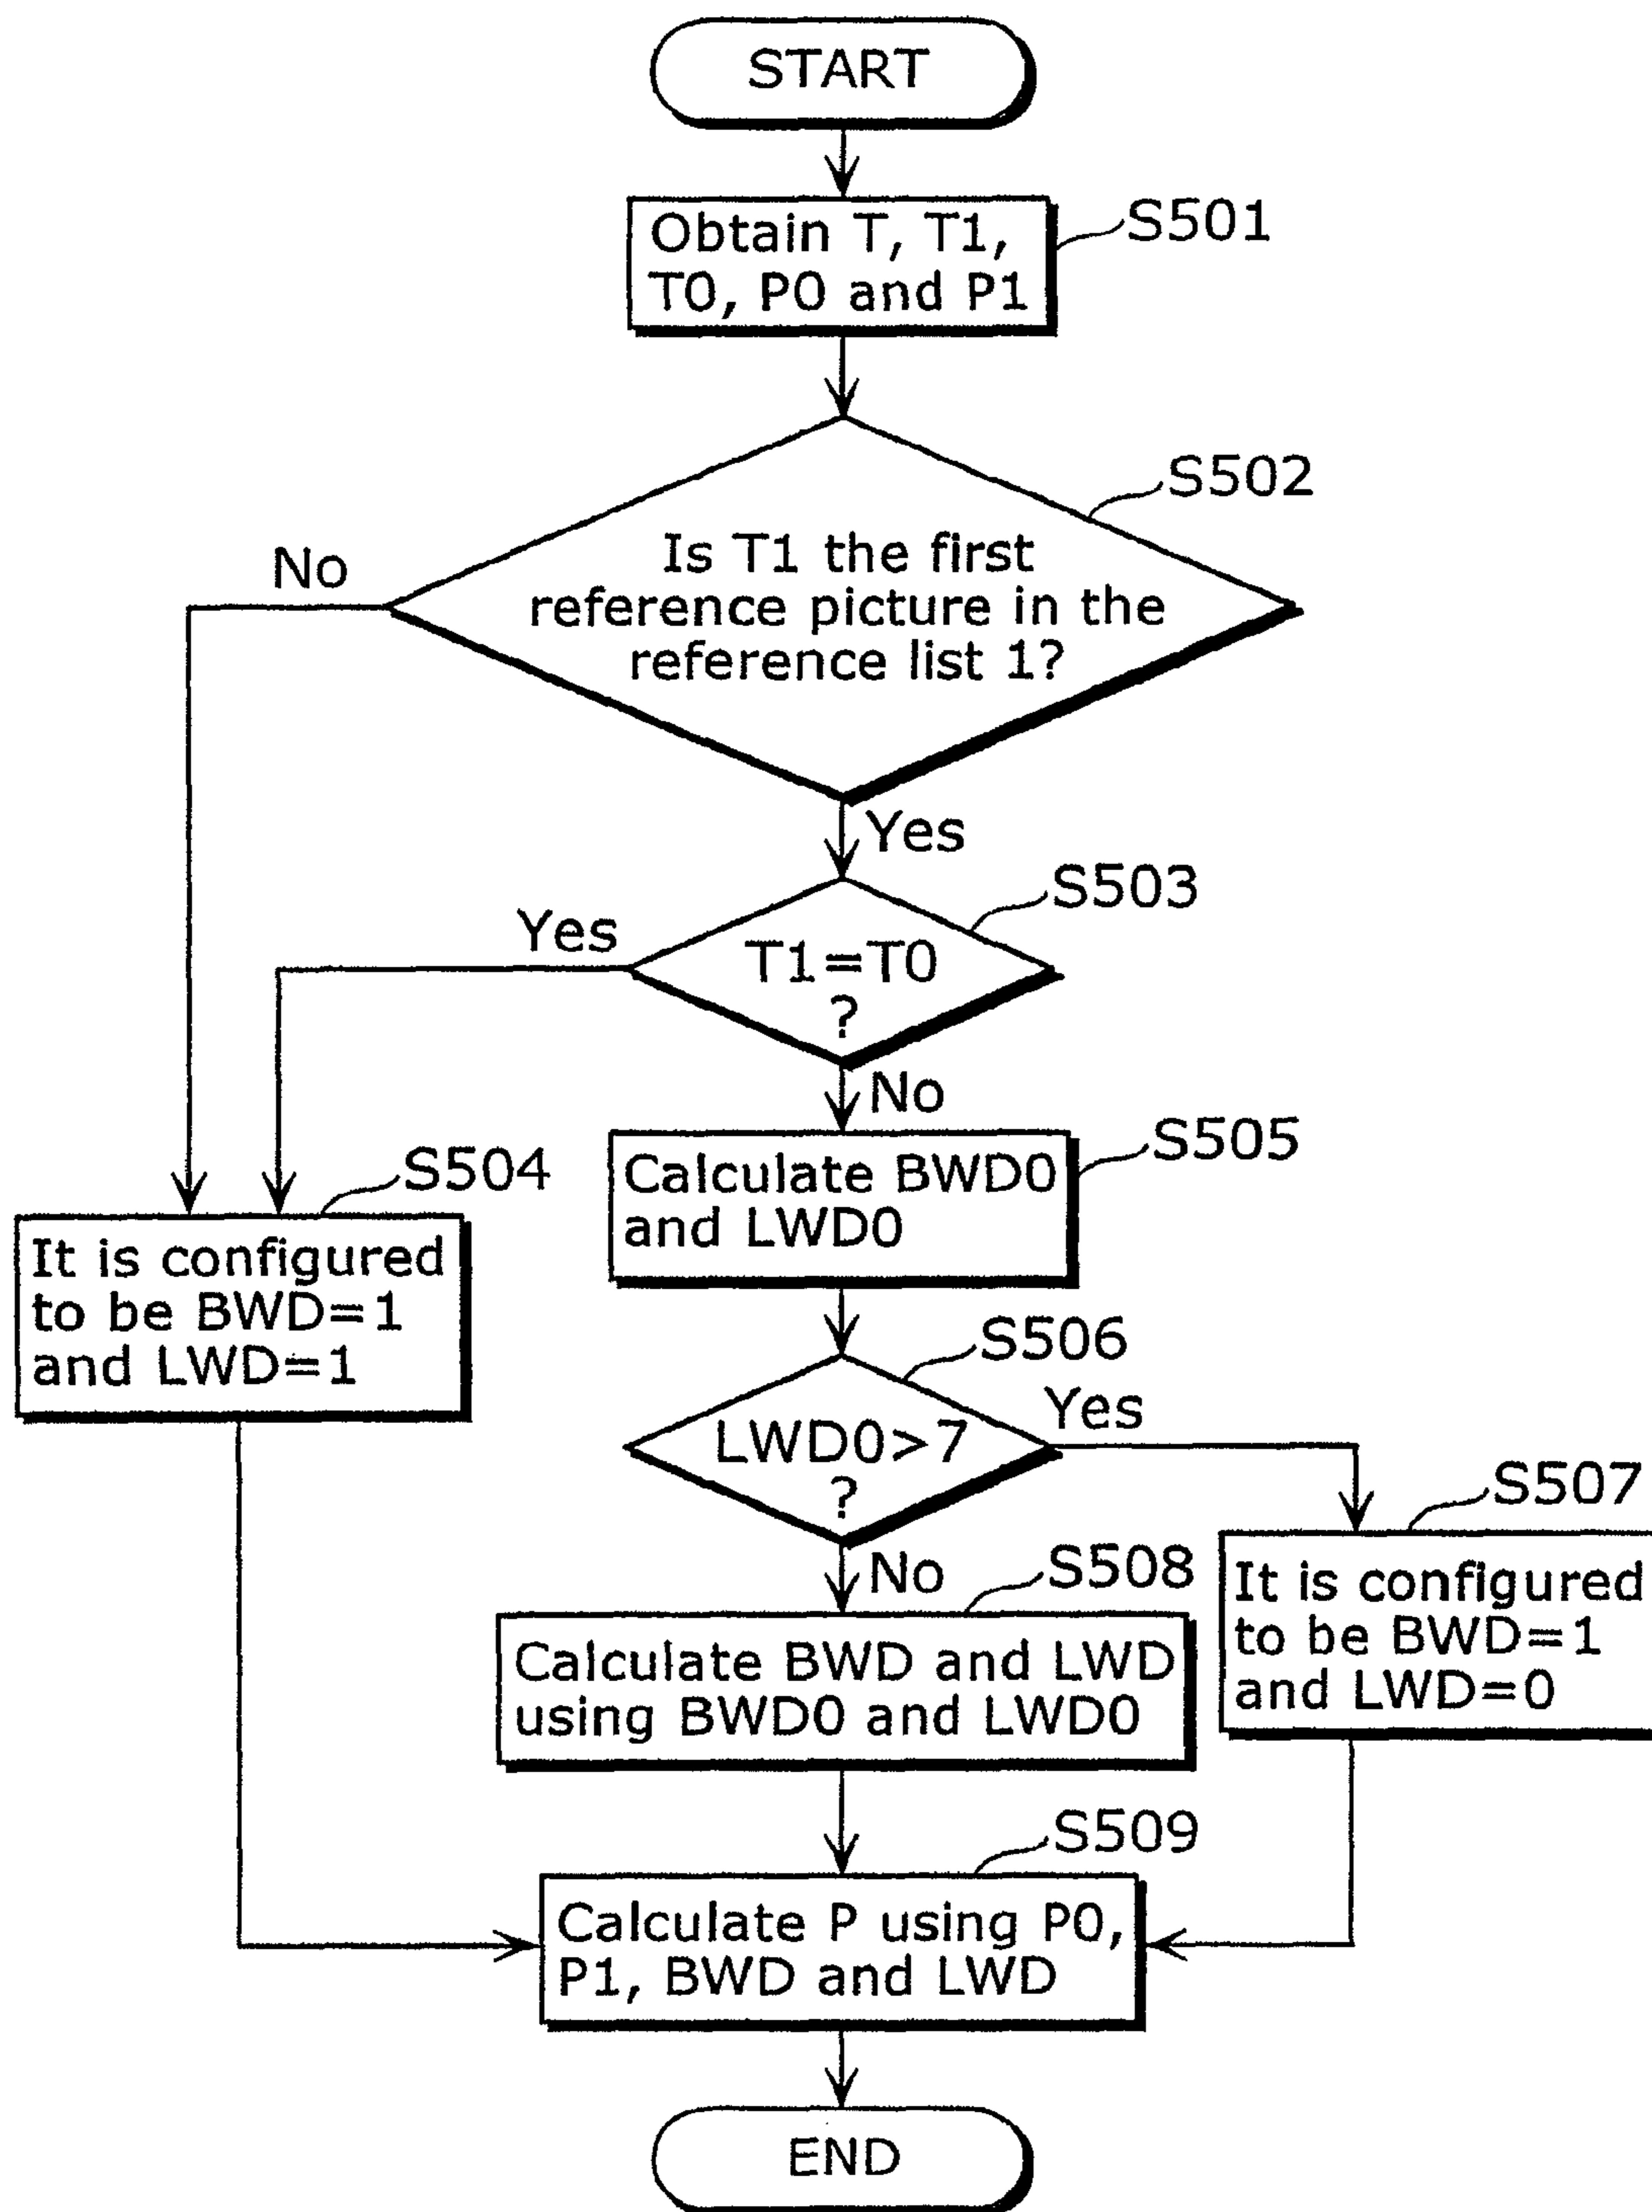 START
Obtain T, T1,
T0, P0 and P1
S501
S502
Is T1 the first
reference picture in the
reference list 1?
No
Yes
S503
T1=T0
?
Yes
No
S504
It is configured
to be BWD=1
and LWD=1
S505
Calculate BWD0
and LWD0
S506
LWD0>7
?
Yes
No
S507
It is configured
to be BWD=1
and LWD=0
S508
Calculate BWD and LWD
using BWD0 and LWD0
S509
Calculate P using P0,
P1, BWD and LWD
END